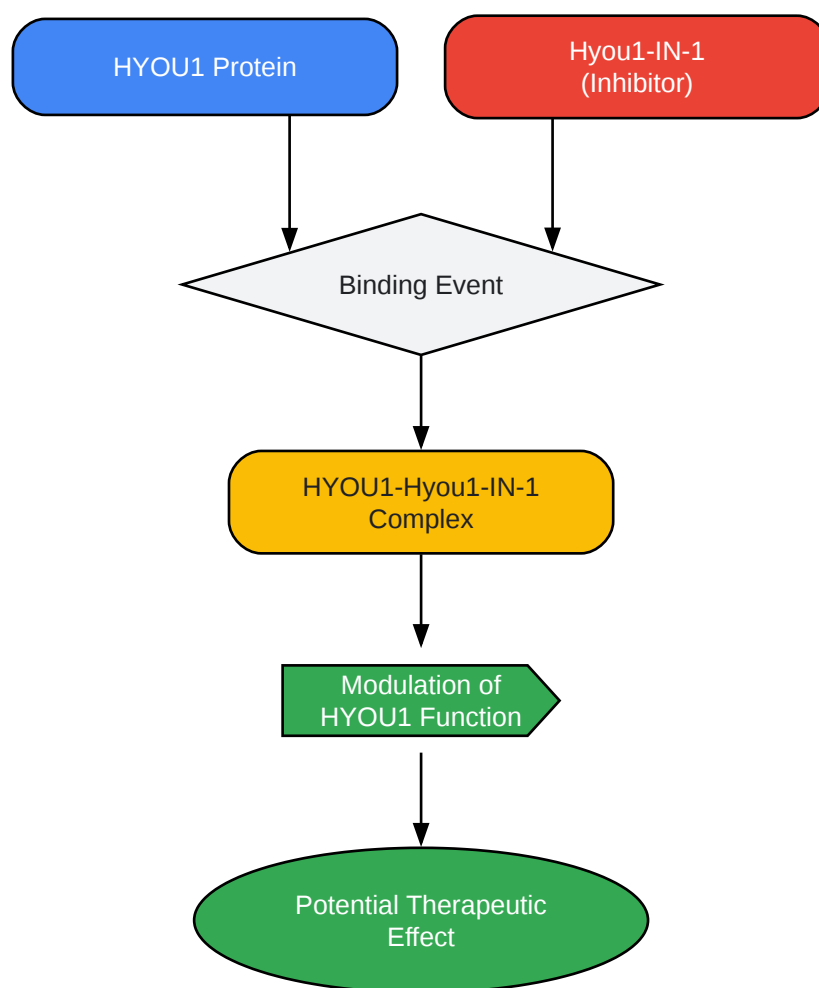 HYOU1 Protein
Hyou1-IN-1
(Inhibitor)
Binding Event
HYOU1-Hyou1-IN-1
Complex
Modulation of
HYOU1 Function
Potential Therapeutic
Effect